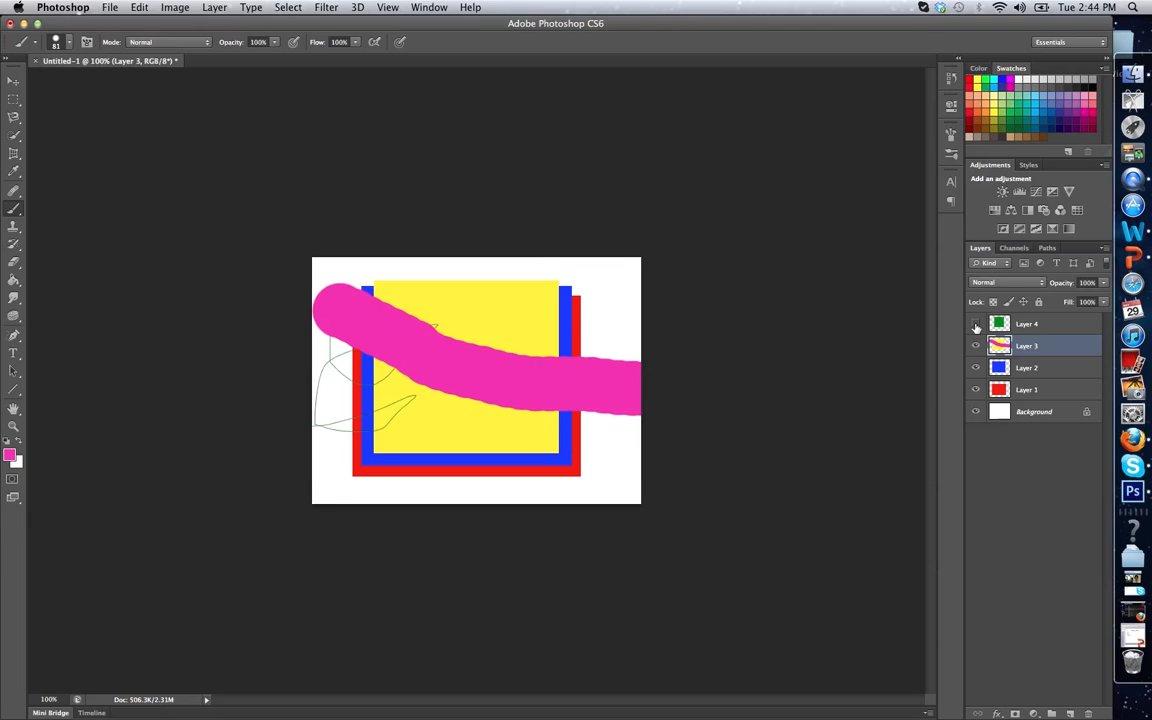 Photoshop File Edit Image Layer Type Select Filter 3D View Window Help Tue 2:44 PM
Adobe Photoshop CS6
81 Mode: Normal Opacity: 100% Flow: 100% Essentials
Untitled-1 @ 100% (Layer 3, RGB/8*) *
Color Swatches
Adjustments Styles
Add an adjustment
Layers Channels Paths
Kind
Normal Opacity: 100%
Lock: Fill: 100%
Layer 4
Layer 3
Layer 2
Layer 1
Background
100% Doc: 506.3K/2.31M
Mini Bridge Timeline